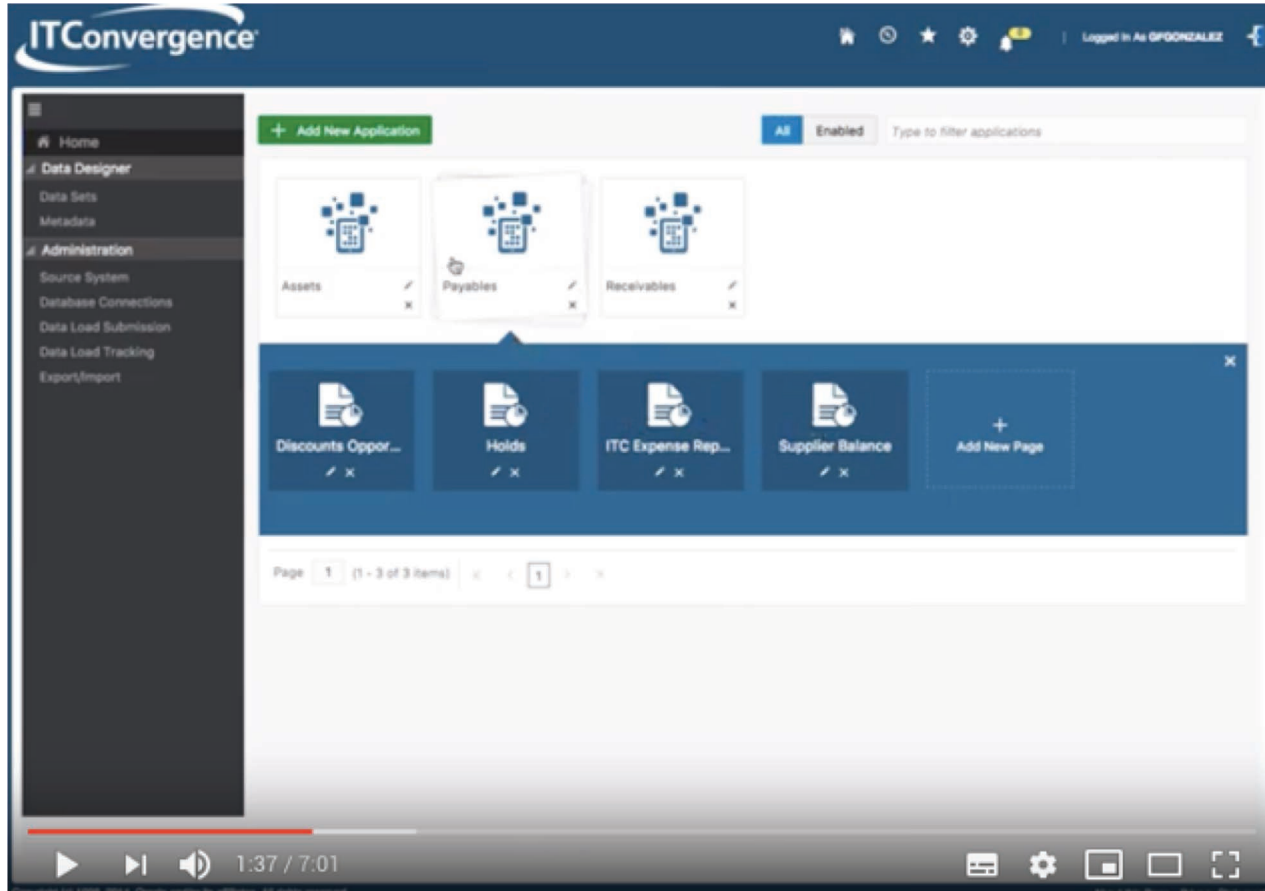 ITConvergence
Logged In As GFGONZALEZ
Home
Data Designer
Data Sets
Metadata
Administration
Source System
Database Connections
Data Load Submission
Data Load Tracking
Export/Import
+ Add New Application
All Enabled Type to filter applications
Assets
Payables
Receivables
Discounts Oppor...
Holds
ITC Expense Rep...
Supplier Balance
+
Add New Page
Page 1 (1 - 3 of 3 items) 1
1:37 / 7:01